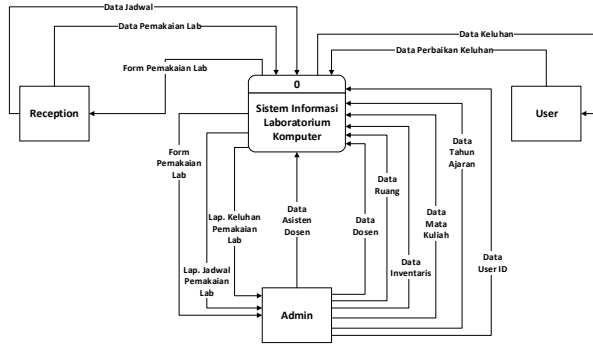 Data Jadwal
Data Pemakaian Lab
Data Keluhan
Data Perbaikan Keluhan
Form Pemakaian Lab
0
Reception
Sistem Informasi
Laboratorium
Komputer
User
Form
Pemakaian
Lab
Data
Tahun
Ajaran
Data
Ruang
Lap. Keluhan
Pemakaian
Lab
Data
Asisten
Dosen
Data
Dosen
Data
Mata
Kuliah
Data
User ID
Data
Inventaris
Lap. Jadwal
Pemakaian
Lab
Admin